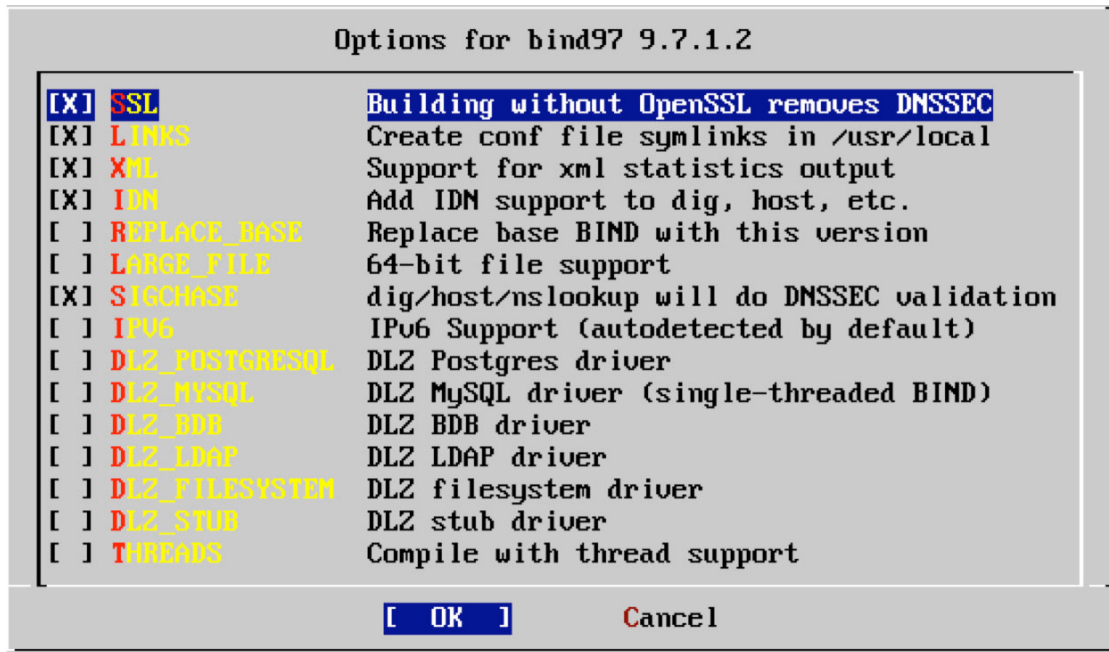 Options for bind97 9.7.1.2
[X] SSL Building without OpenSSL removes DNSSEC
[X] LINKS Create conf file symlinks in /usr/local
[X] XML Support for xml statistics output
[X] IDN Add IDN support to dig, host, etc.
[ ] REPLACE_BASE Replace base BIND with this version
[ ] LARGE_FILE 64-bit file support
[X] SIGCHASE dig/host/nslookup will do DNSSEC validation
[ ] IPV6 IPv6 Support (autodetected by default)
[ ] DLZ_POSTGRESQL DLZ Postgres driver
[ ] DLZ_MYSQL DLZ MySQL driver (single-threaded BIND)
[ ] DLZ_BDB DLZ BDB driver
[ ] DLZ_LDAP DLZ LDAP driver
[ ] DLZ_FILESYSTEM DLZ filesystem driver
[ ] DLZ_STUB DLZ stub driver
[ ] THREADS Compile with thread support
[ OK ] Cancel